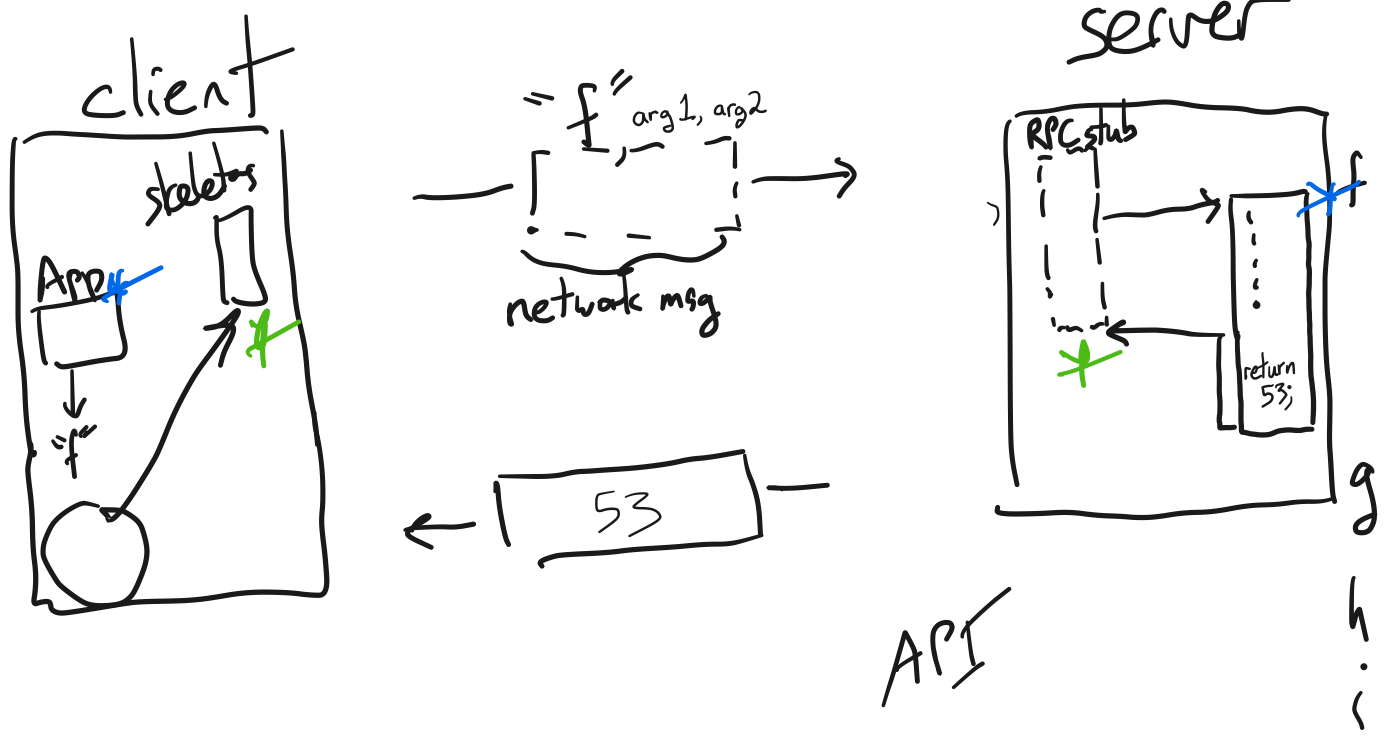 client
server
"f" arg1, arg2
RPC stub
skeleton
f
App
network msg
return
53;
"f"
53
g
h
i
API